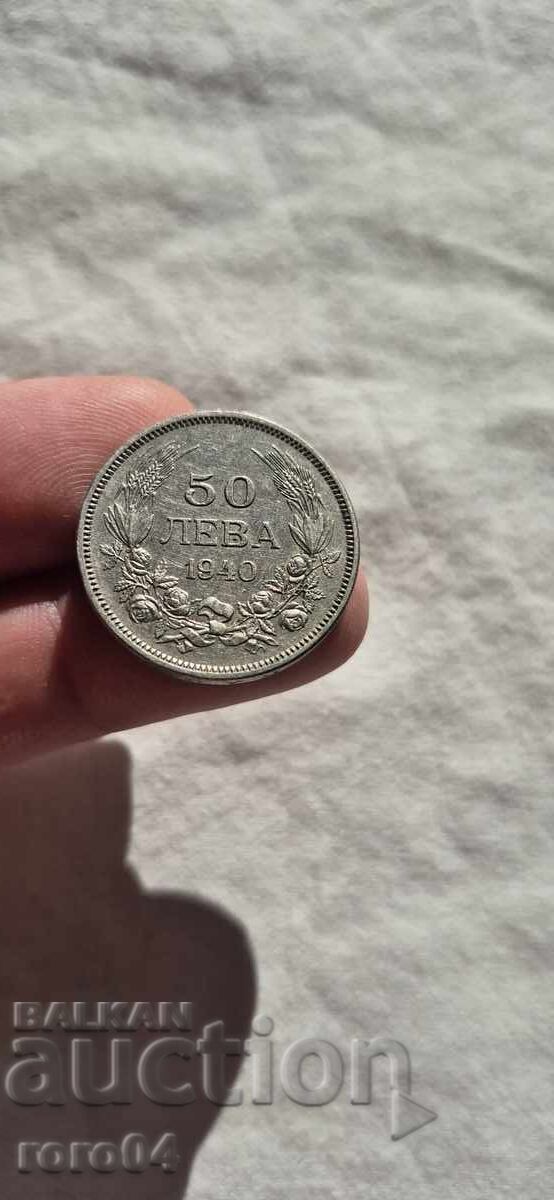 50
ЛЕВА
1940
BALKAN
auction
roro04